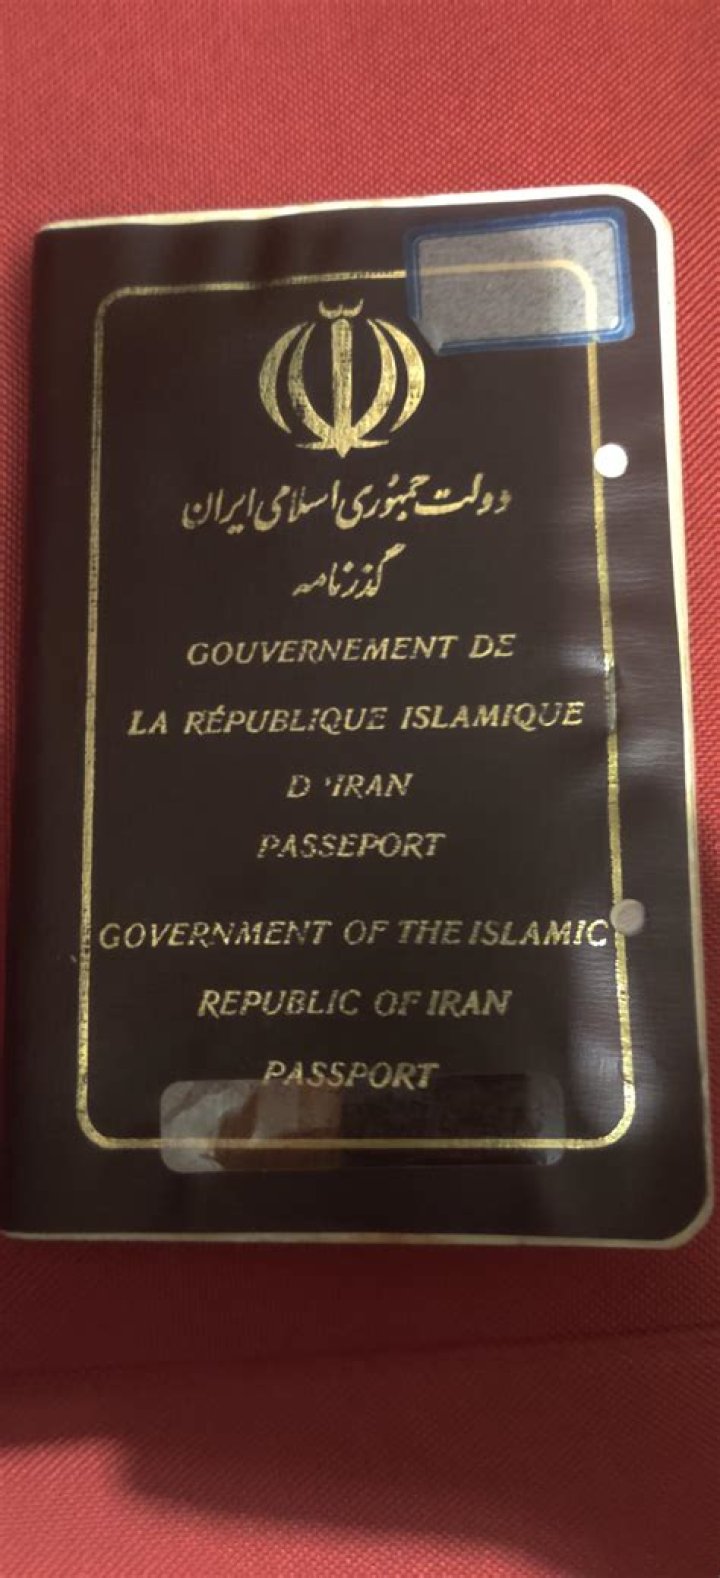 دولت جمهوری اسلامی ایران
گذرنامه
GOUVERNEMENT DE
LA RÉPUBLIQUE ISLAMIQUE
D'IRAN
PASSEPORT
GOVERNMENT OF THE ISLAMIC
REPUBLIC OF IRAN
PASSPORT